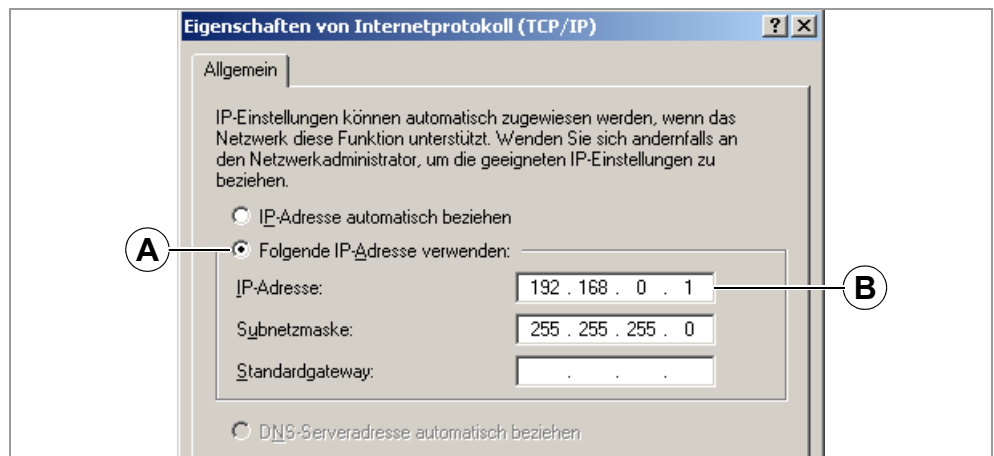 Eigenschaften von Internetprotokoll (TCP/IP)
Allgemein
IP-Einstellungen können automatisch zugewiesen werden, wenn das
Netzwerk diese Funktion unterstützt. Wenden Sie sich andernfalls an
den Netzwerkadministrator, um die geeigneten IP-Einstellungen zu
beziehen.
IP-Adresse automatisch beziehen
A Folgende IP-Adresse verwenden:
IP-Adresse: 192 . 168 . 0 . 1 B
Subnetzmaske: 255 . 255 . 255 . 0
Standardgateway: . . .
DNS-Serveradresse automatisch beziehen